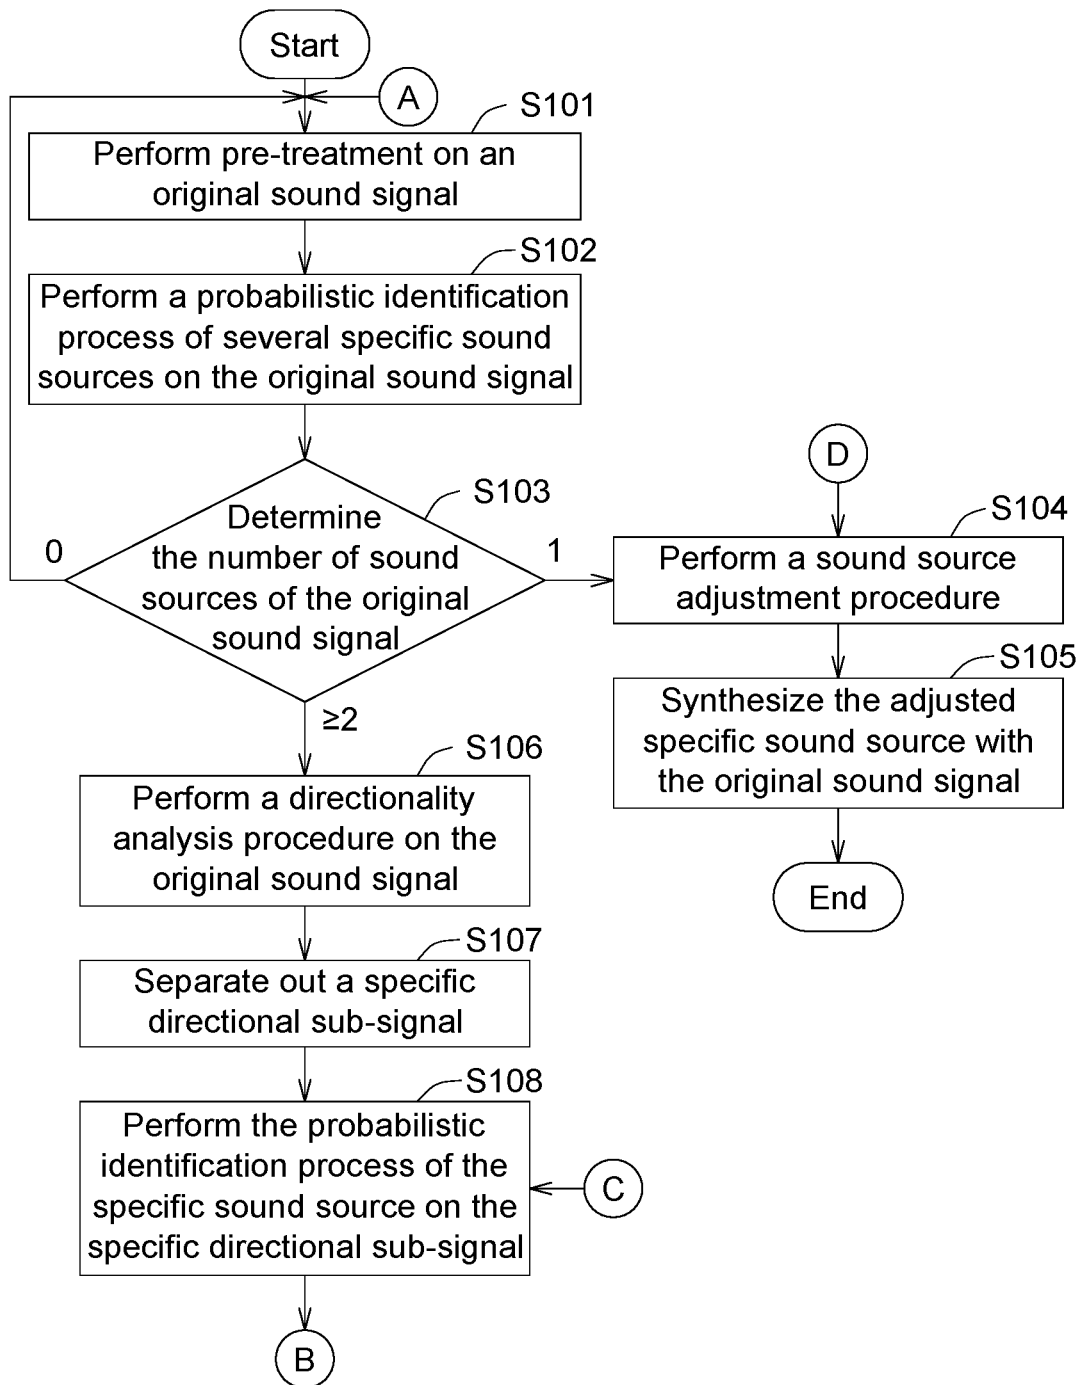 Start
A
S101
Perform pre-treatment on an
original sound signal
S102
Perform a probabilistic identification
process of several specific sound
sources on the original sound signal
S103
Determine
the number of sound
sources of the original
sound signal
0
1
≥2
D
S104
Perform a sound source
adjustment procedure
S105
Synthesize the adjusted
specific sound source with
the original sound signal
End
S106
Perform a directionality
analysis procedure on the
original sound signal
S107
Separate out a specific
directional sub-signal
S108
Perform the probabilistic
identification process of the
specific sound source on the
specific directional sub-signal
C
B